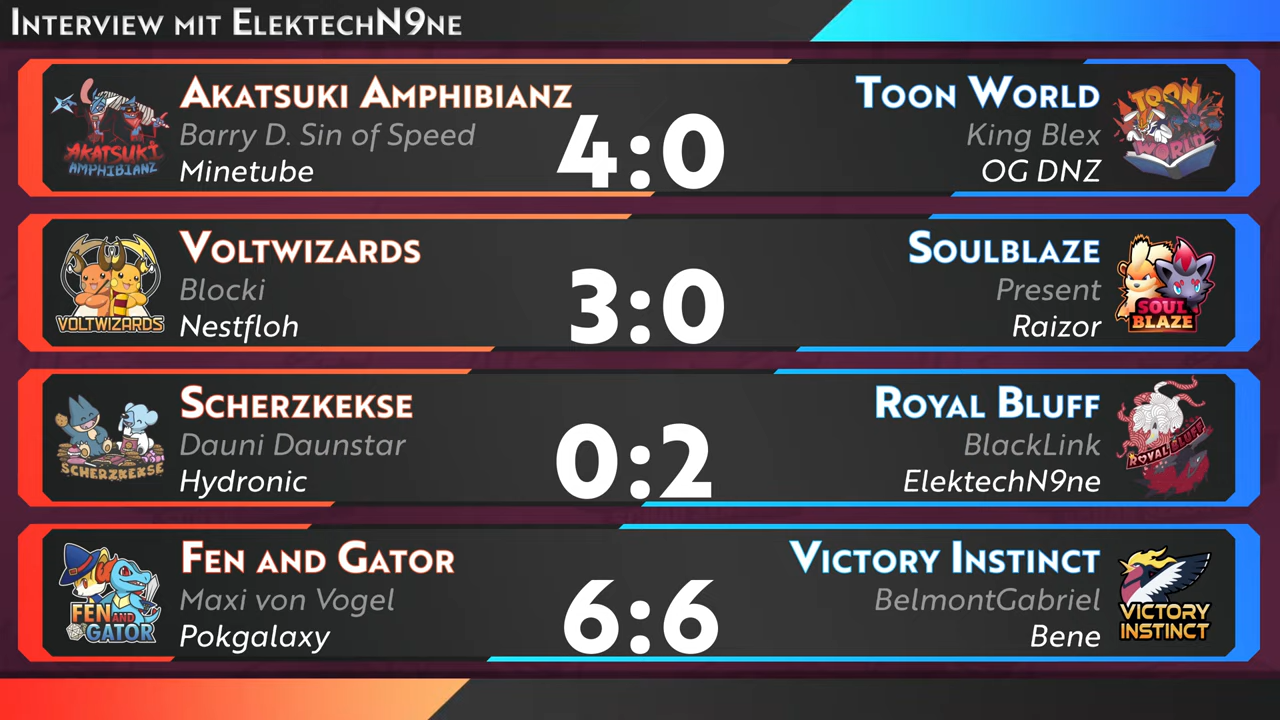 Interview mit ElektechN9ne
Akatsuki Amphibianz
Barry D. Sin of Speed
Minetube
4:0
Toon World
King Blex
OG DNZ
AKATSUKI
AMPHIBIANZ
TOON
WORLD
Voltwizards
Blocki
Nestfloh
3:0
Soulblaze
Present
Raizor
VOLTWIZARDS
SOUL
BLAZE
Scherzkekse
Dauni Daunstar
Hydronic
0:2
Royal Bluff
BlackLink
ElektechN9ne
SCHERZKEKSE
ROYAL BLUFF
Fen and Gator
Maxi von Vogel
Pokgalaxy
6:6
Victory Instinct
BelmontGabriel
Bene
FEN AND
GATOR
VICTORY
INSTINCT